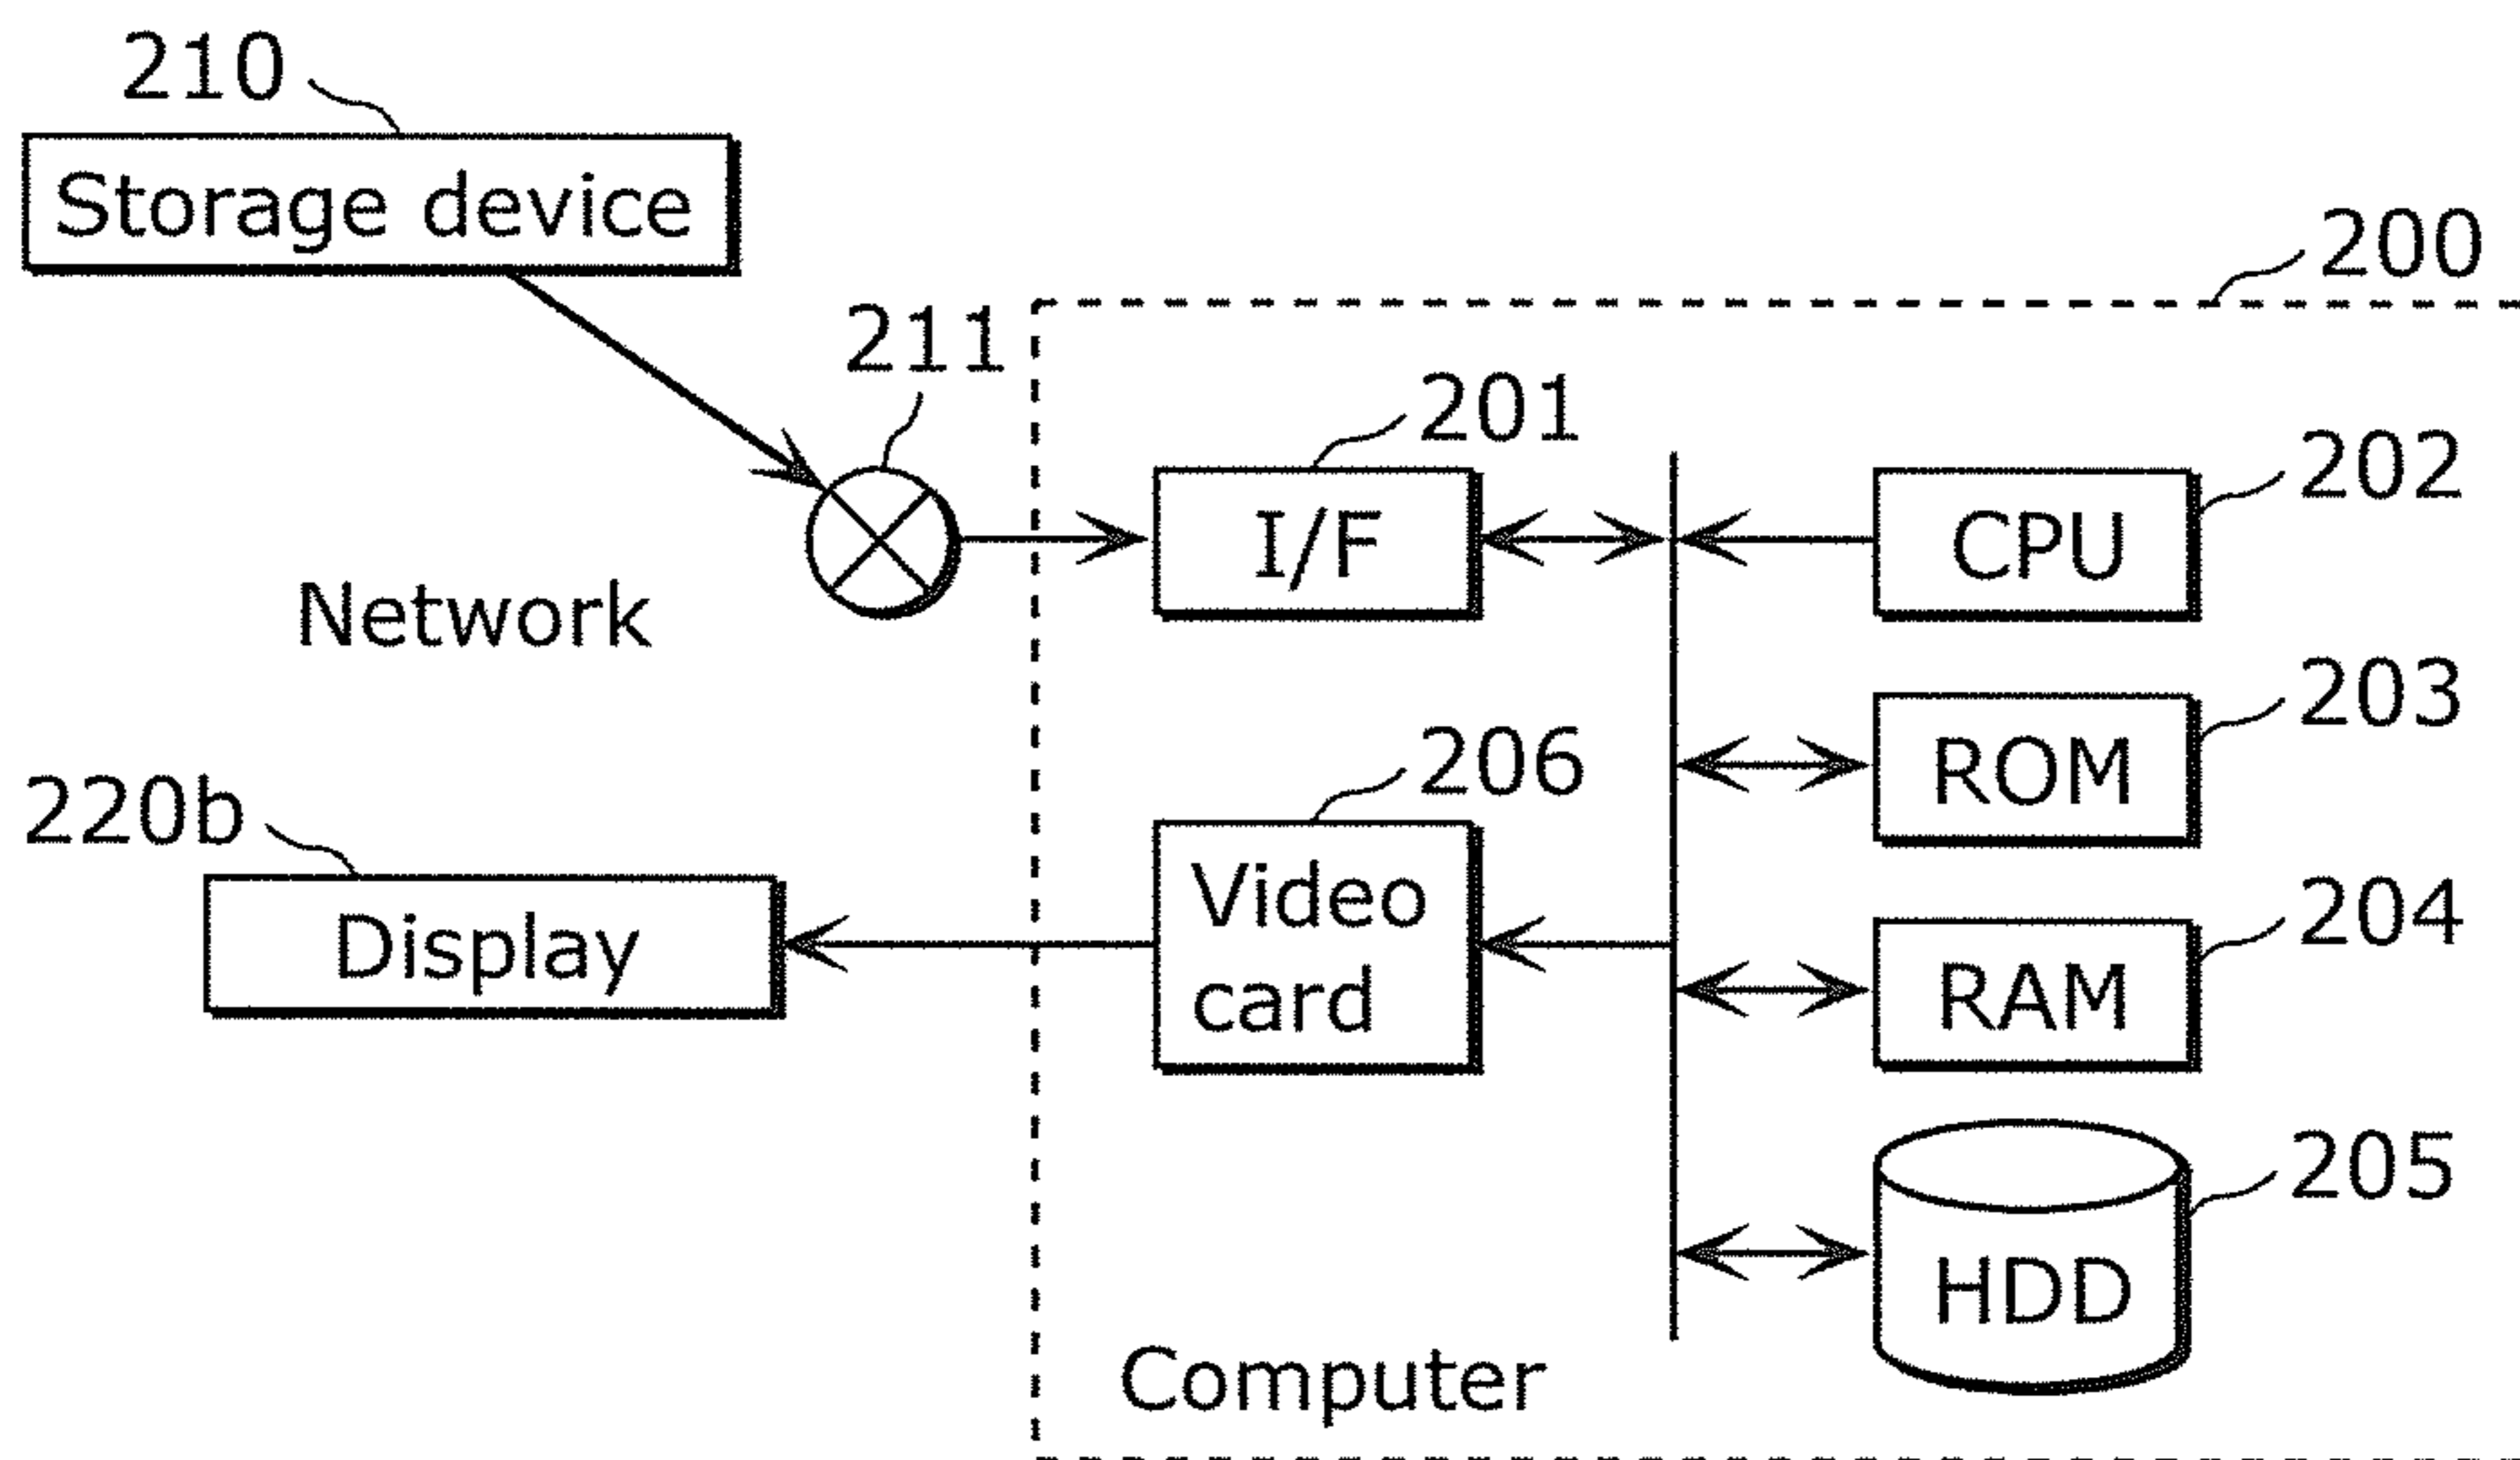 210
Storage device
200
211
201
I/F
202
CPU
Network
203
ROM
206
Video
card
220b
Display
204
RAM
205
HDD
Computer